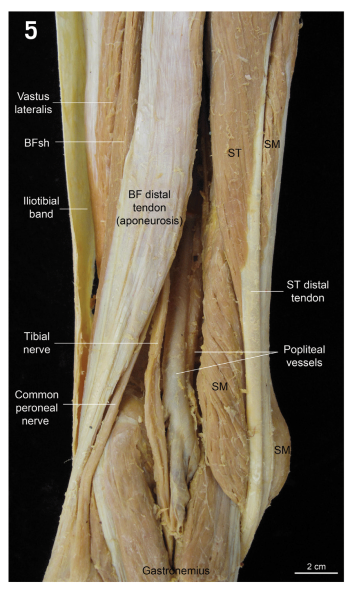 5
Vastus
lateralis
BFsh
Iliotibial
band
BF distal
tendon
(aponeurosis)
ST
SM
ST distal
tendon
Tibial
nerve
Popliteal
vessels
Common
peroneal
nerve
SM
SM
Gastronemius
2 cm